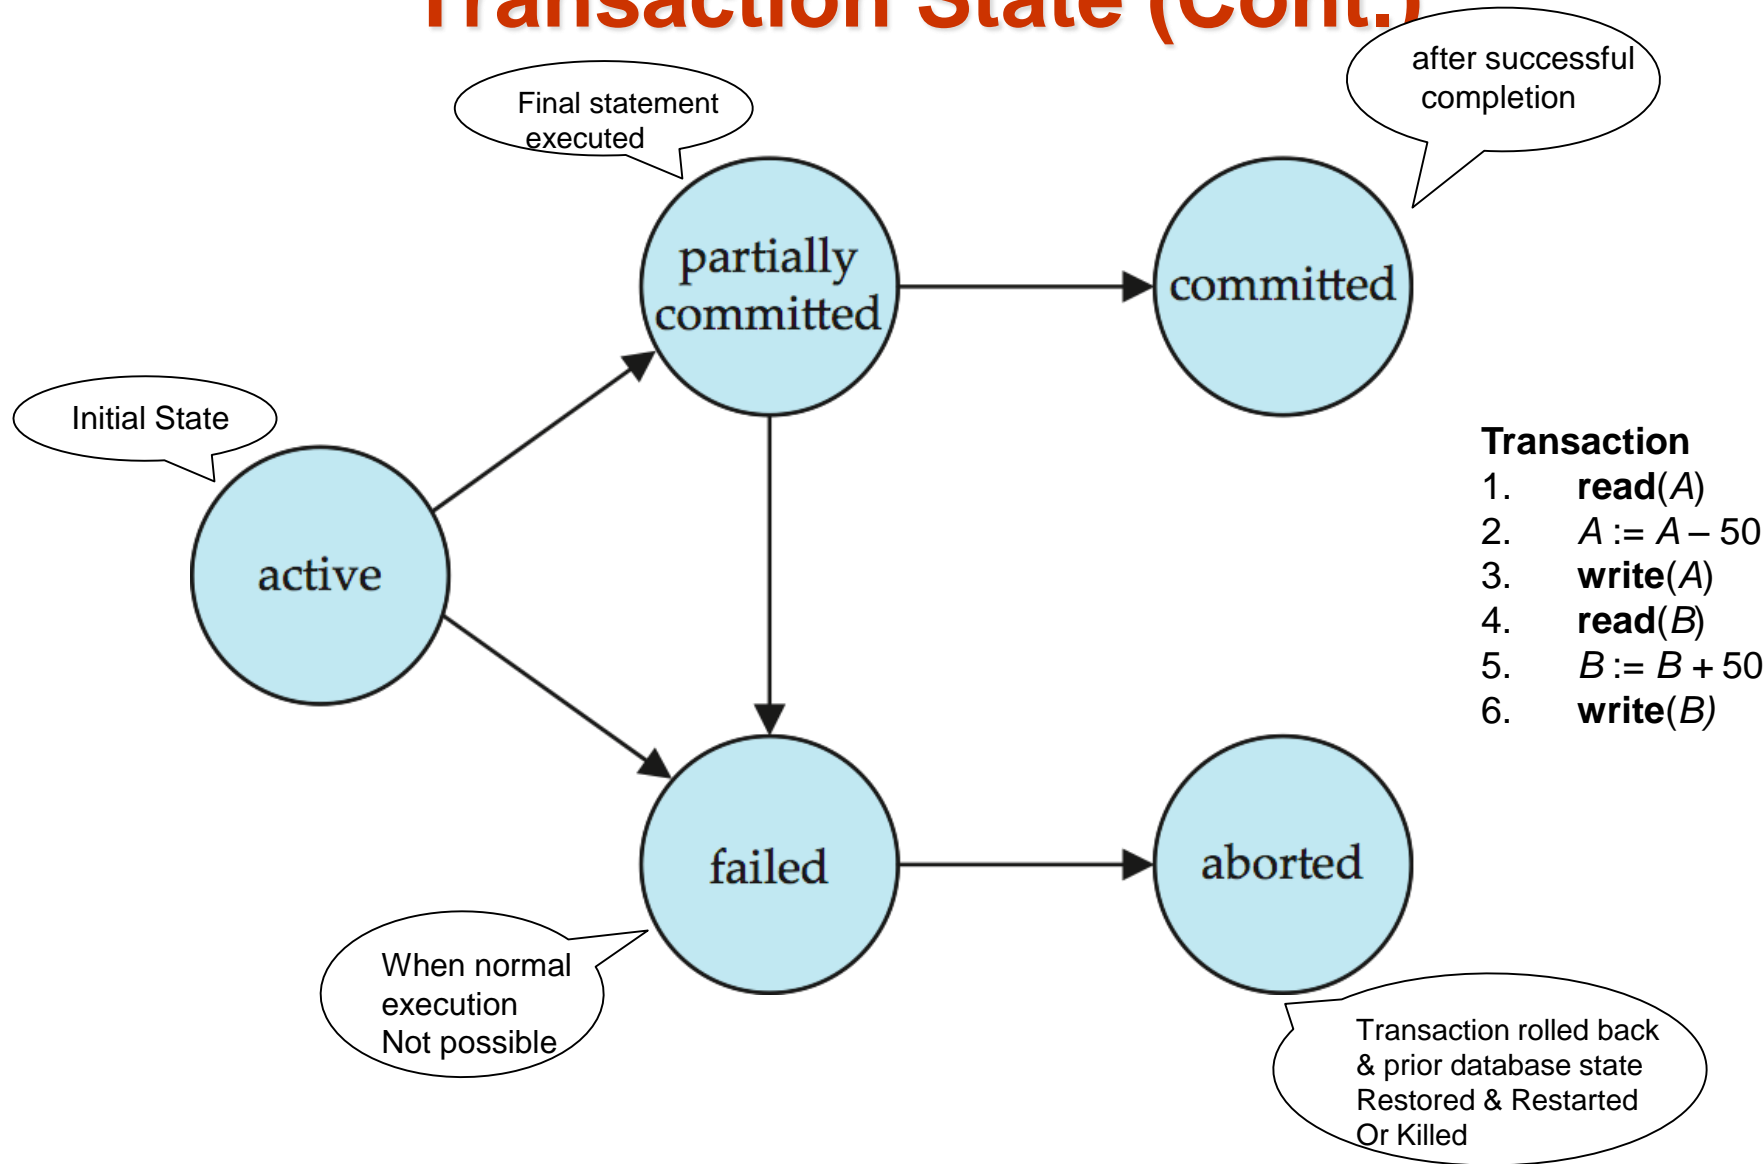 Transaction State (Cont.)
after successful
completion
Final statement
executed
partially
committed
committed
Initial State
active
Transaction
1. read(A)
2. A := A – 50
3. write(A)
4. read(B)
5. B := B + 50
6. write(B)
failed
aborted
When normal
execution
Not possible
Transaction rolled back
& prior database state
Restored & Restarted
Or Killed